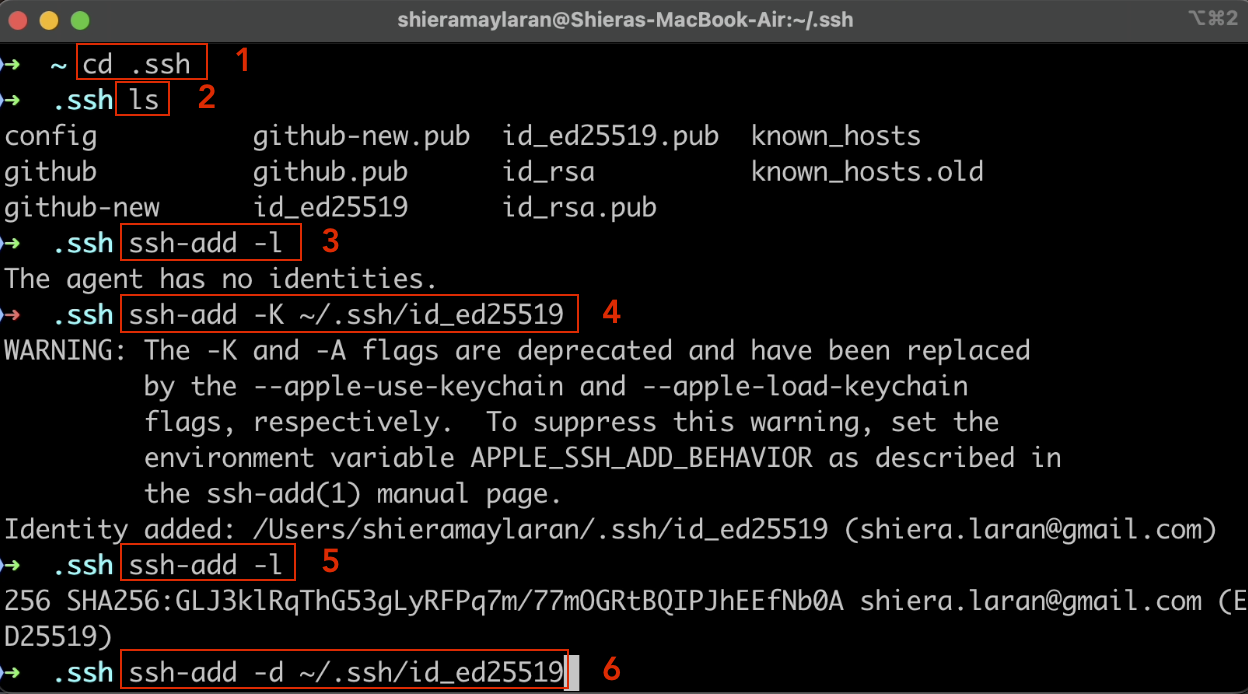 shieramaylaran@Shieras-MacBook-Air:~/.ssh ⌥⌘2
➜ ~ cd .ssh 1
➜ .ssh ls 2
config github-new.pub id_ed25519.pub known_hosts
github github.pub id_rsa known_hosts.old
github-new id_ed25519 id_rsa.pub
➜ .ssh ssh-add -l 3
The agent has no identities.
➜ .ssh ssh-add -K ~/.ssh/id_ed25519 4
WARNING: The -K and -A flags are deprecated and have been replaced
by the --apple-use-keychain and --apple-load-keychain
flags, respectively.  To suppress this warning, set the
environment variable APPLE_SSH_ADD_BEHAVIOR as described in
the ssh-add(1) manual page.
Identity added: /Users/shieramaylaran/.ssh/id_ed25519 (shiera.laran@gmail.com)
➜ .ssh ssh-add -l 5
256 SHA256:GLJ3klRqThG53gLyRFPq7m/77mOGRtBQIPJhEEfNb0A shiera.laran@gmail.com (E
D25519)
➜ .ssh ssh-add -d ~/.ssh/id_ed25519 6